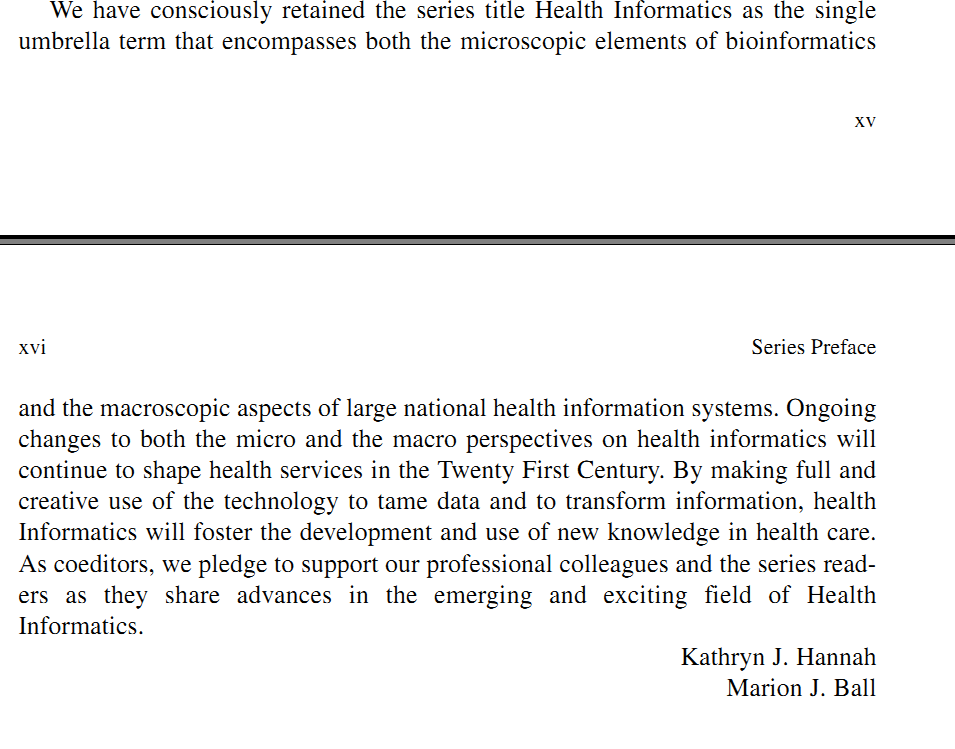 We have consciously retained the series title Health Informatics as the single
umbrella term that encompasses both the microscopic elements of bioinformatics
xv
xvi
Series Preface
and the macroscopic aspects of large national health information systems. Ongoing
changes to both the micro and the macro perspectives on health informatics will
continue to shape health services in the Twenty First Century. By making full and
creative use of the technology to tame data and to transform information, health
Informatics will foster the development and use of new knowledge in health care.
As coeditors, we pledge to support our professional colleagues and the series read-
ers as they share advances in the emerging and exciting field of Health
Informatics.
Kathryn J. Hannah
Marion J. Ball